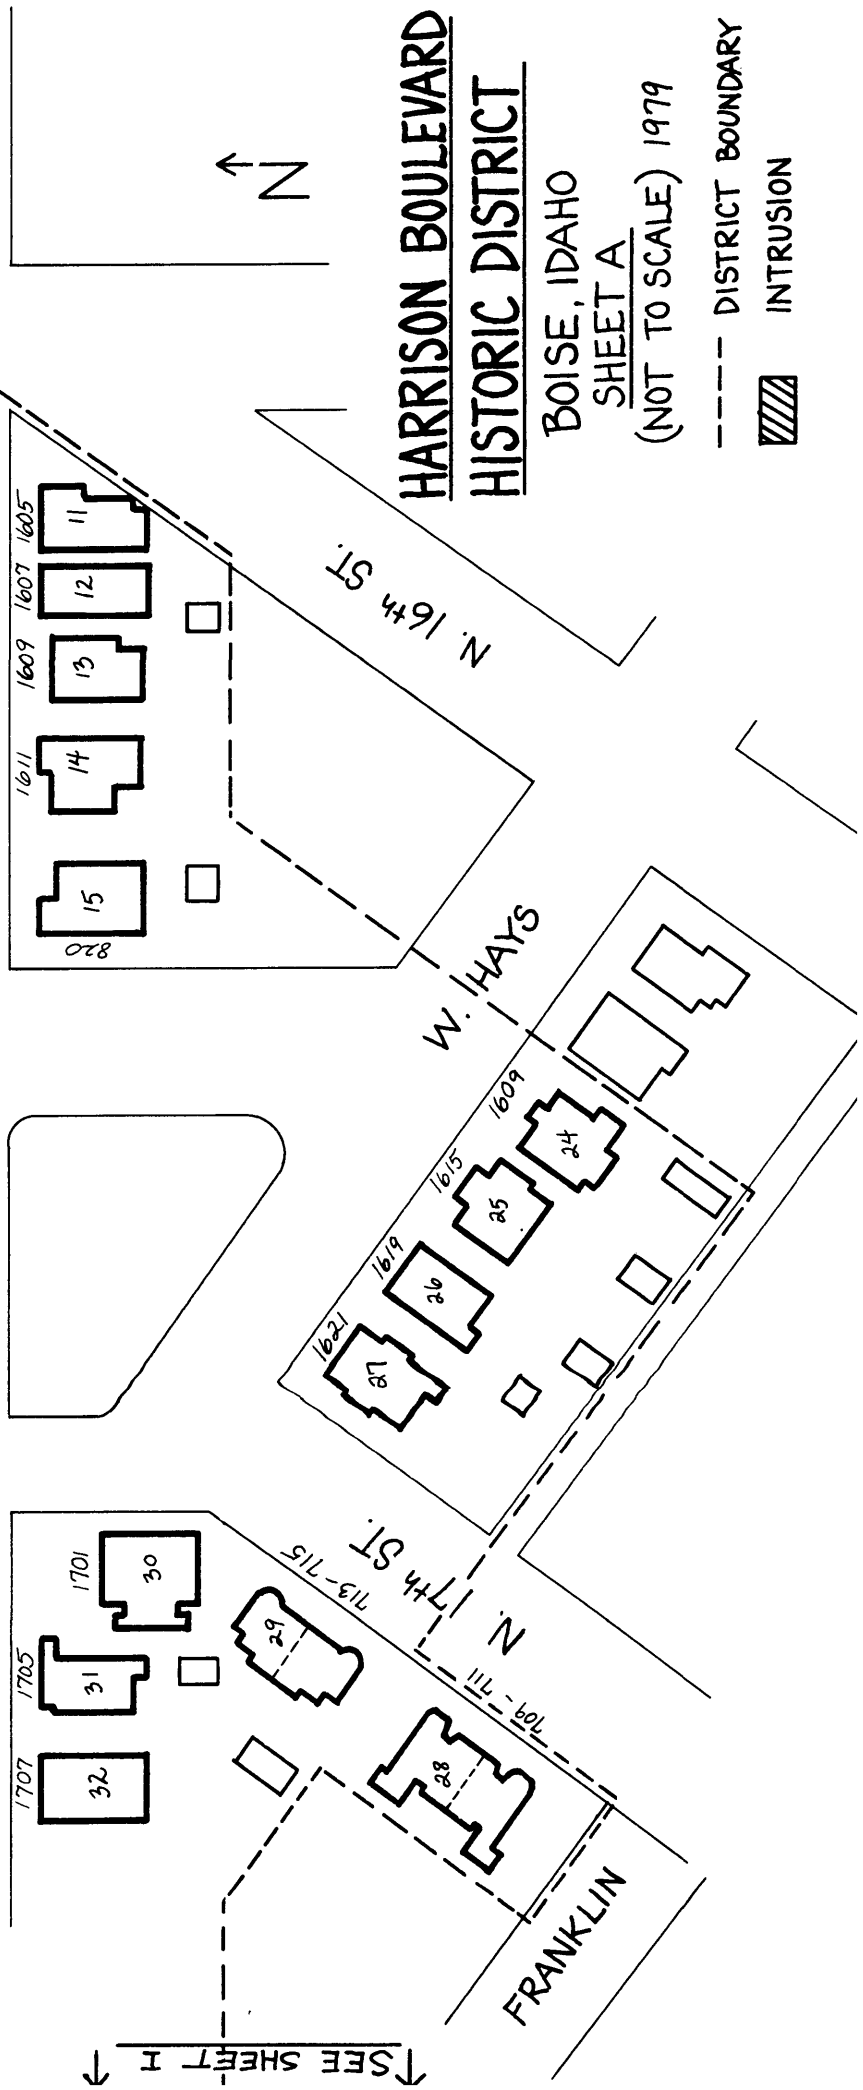 HARRISON BOULEVARD
HISTORIC DISTRICT
BOISE, IDAHO
SHEET A
(NOT TO SCALE) 1979
DISTRICT BOUNDARY
INTRUSION
N
SEE SHEET I
1707
32
1705
31
1701
30
29
713-715
28
709-711
FRANKLIN
N. 17th ST.
1621
27
1619
26
1615
25
1609
24
W. HAYS
820
15
1611
14
1609
13
1607
12
1605
11
N. 16th ST.